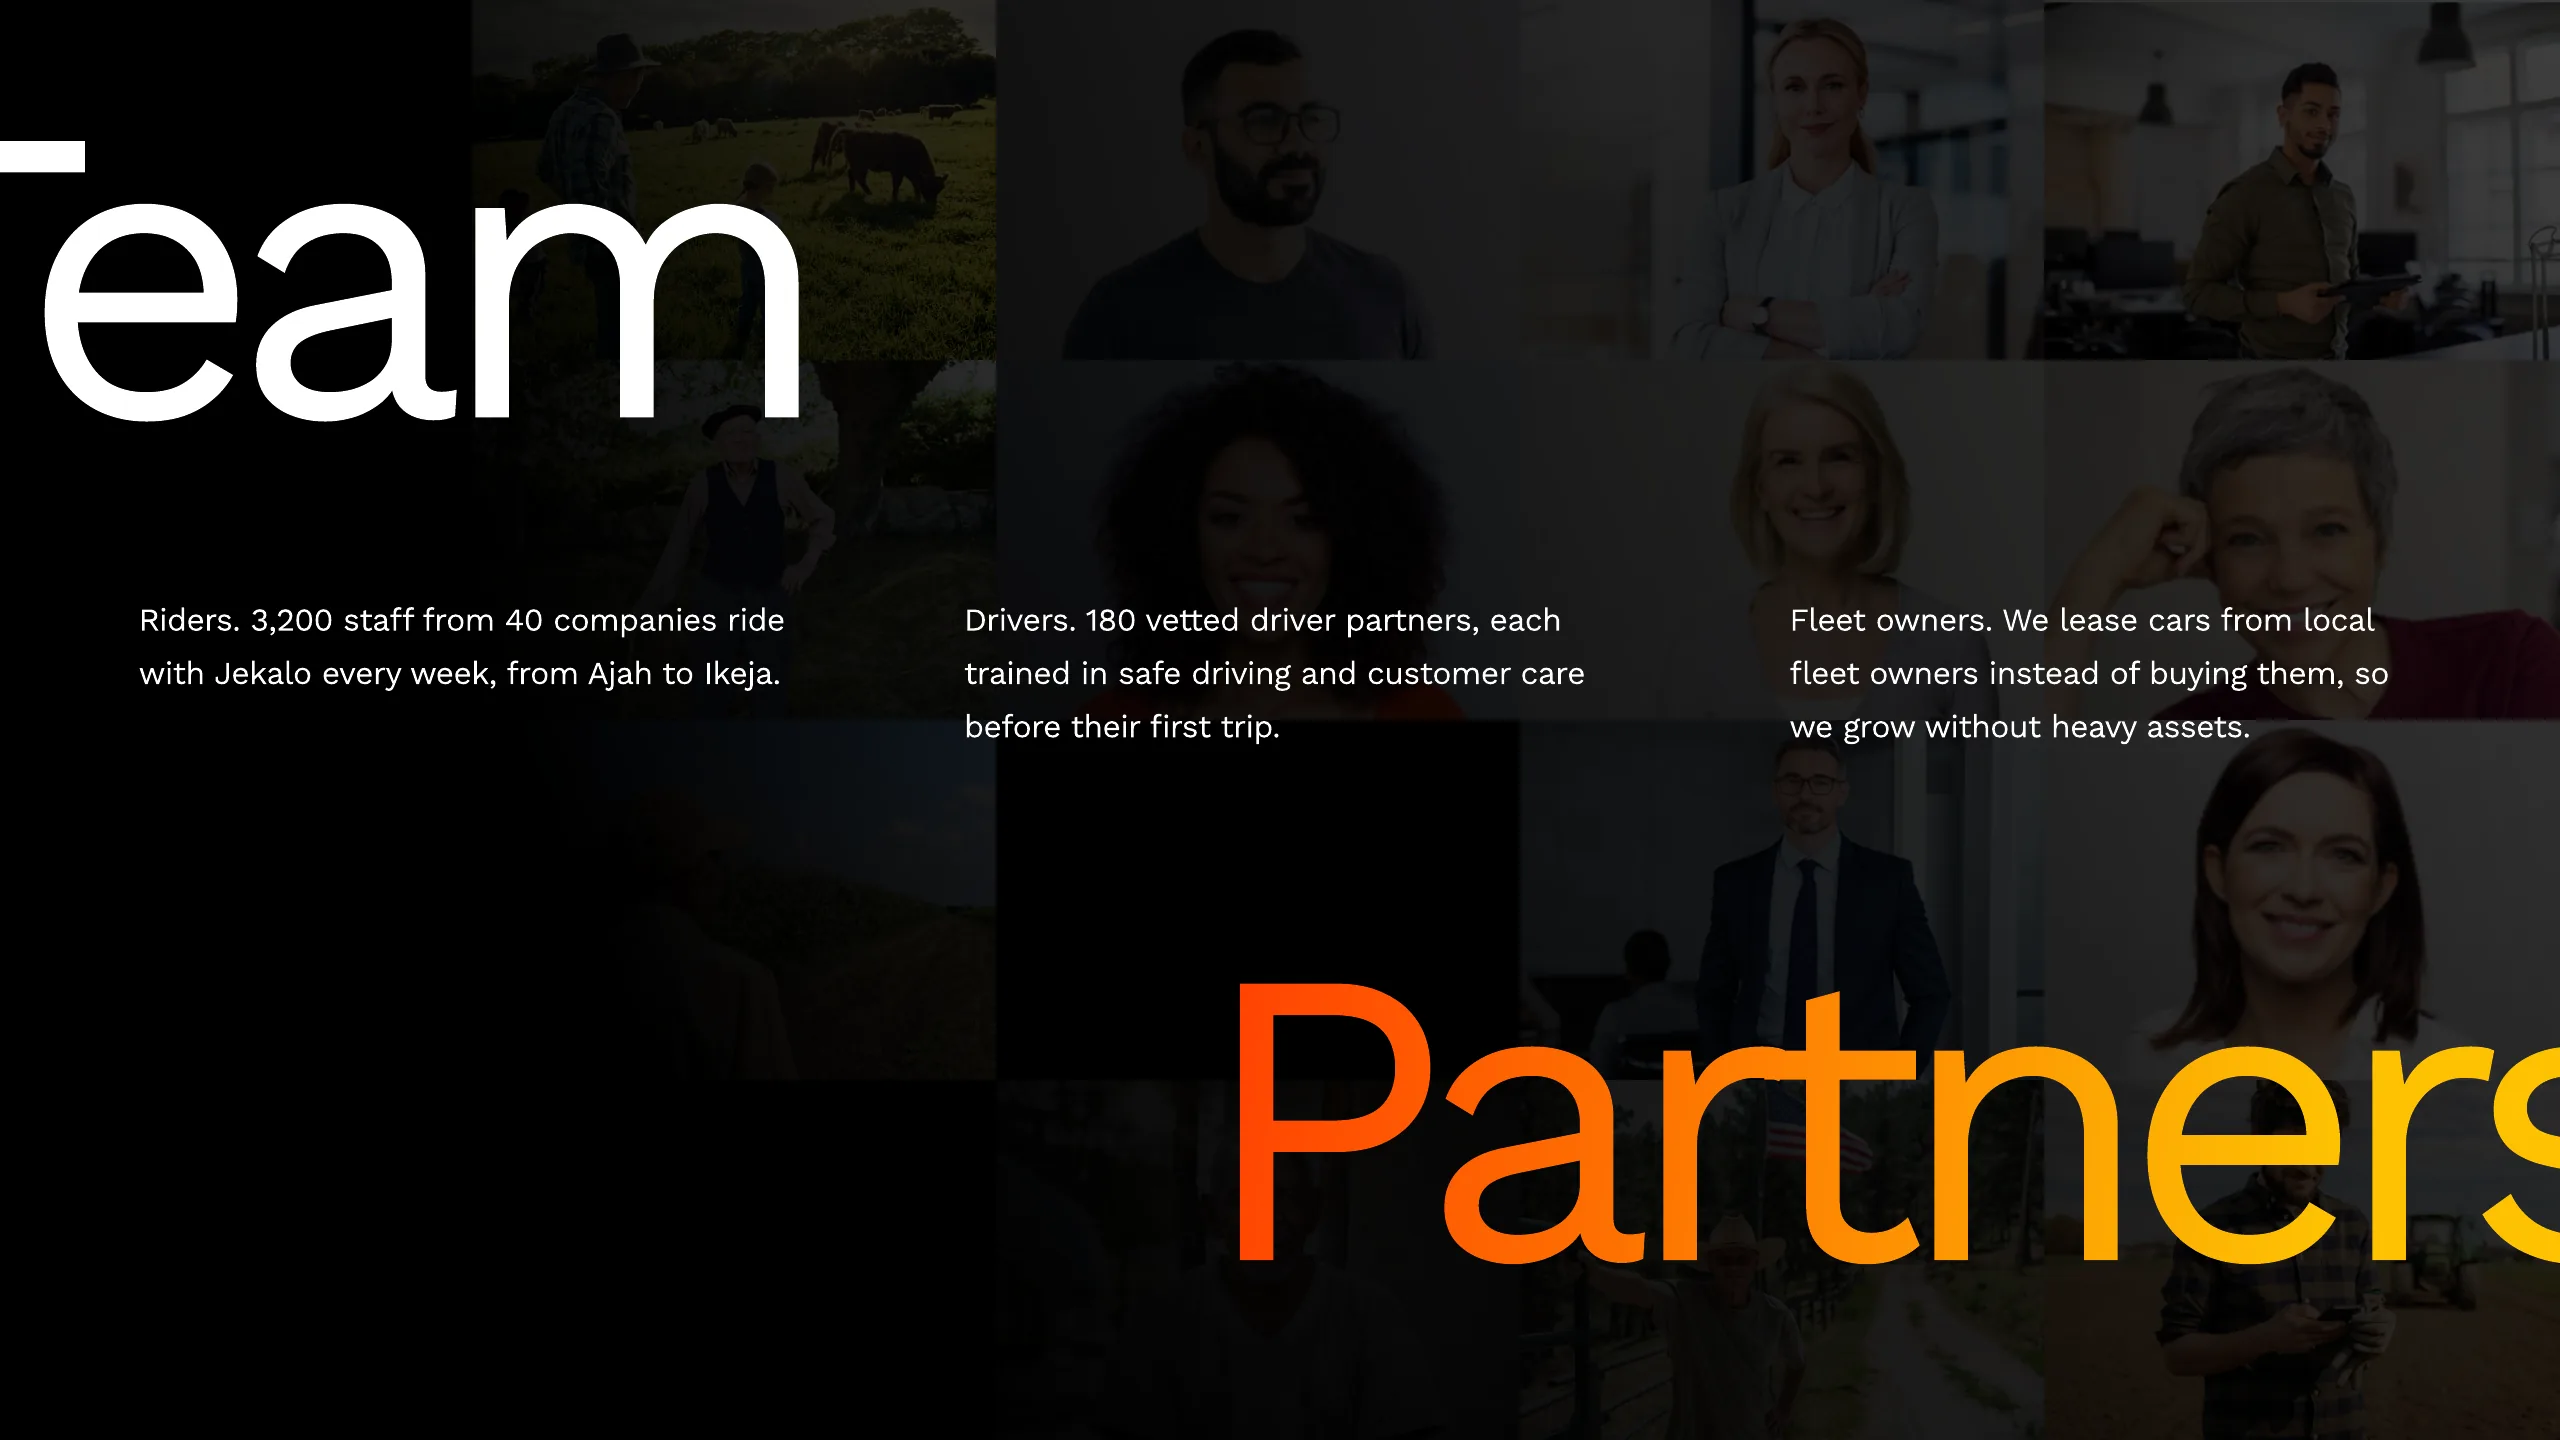 Team
Riders. 3,200 staff from 40 companies ride
with Jekalo every week, from Ajah to Ikeja.
Drivers. 180 vetted driver partners, each
trained in safe driving and customer care
before their first trip.
Fleet owners. We lease cars from local
fleet owners instead of buying them, so
we grow without heavy assets.
Partners